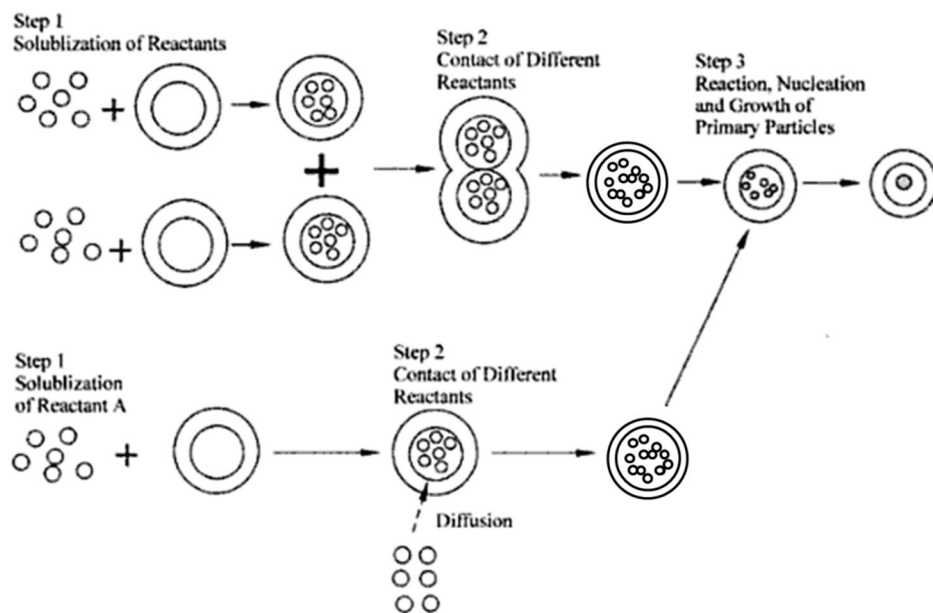 Step 1
Solublization of Reactants
Step 2
Contact of Different
Reactants
Step 3
Reaction, Nucleation
and Growth of
Primary Particles
Step 1
Solublization
of Reactant A
Step 2
Contact of Different
Reactants
Diffusion